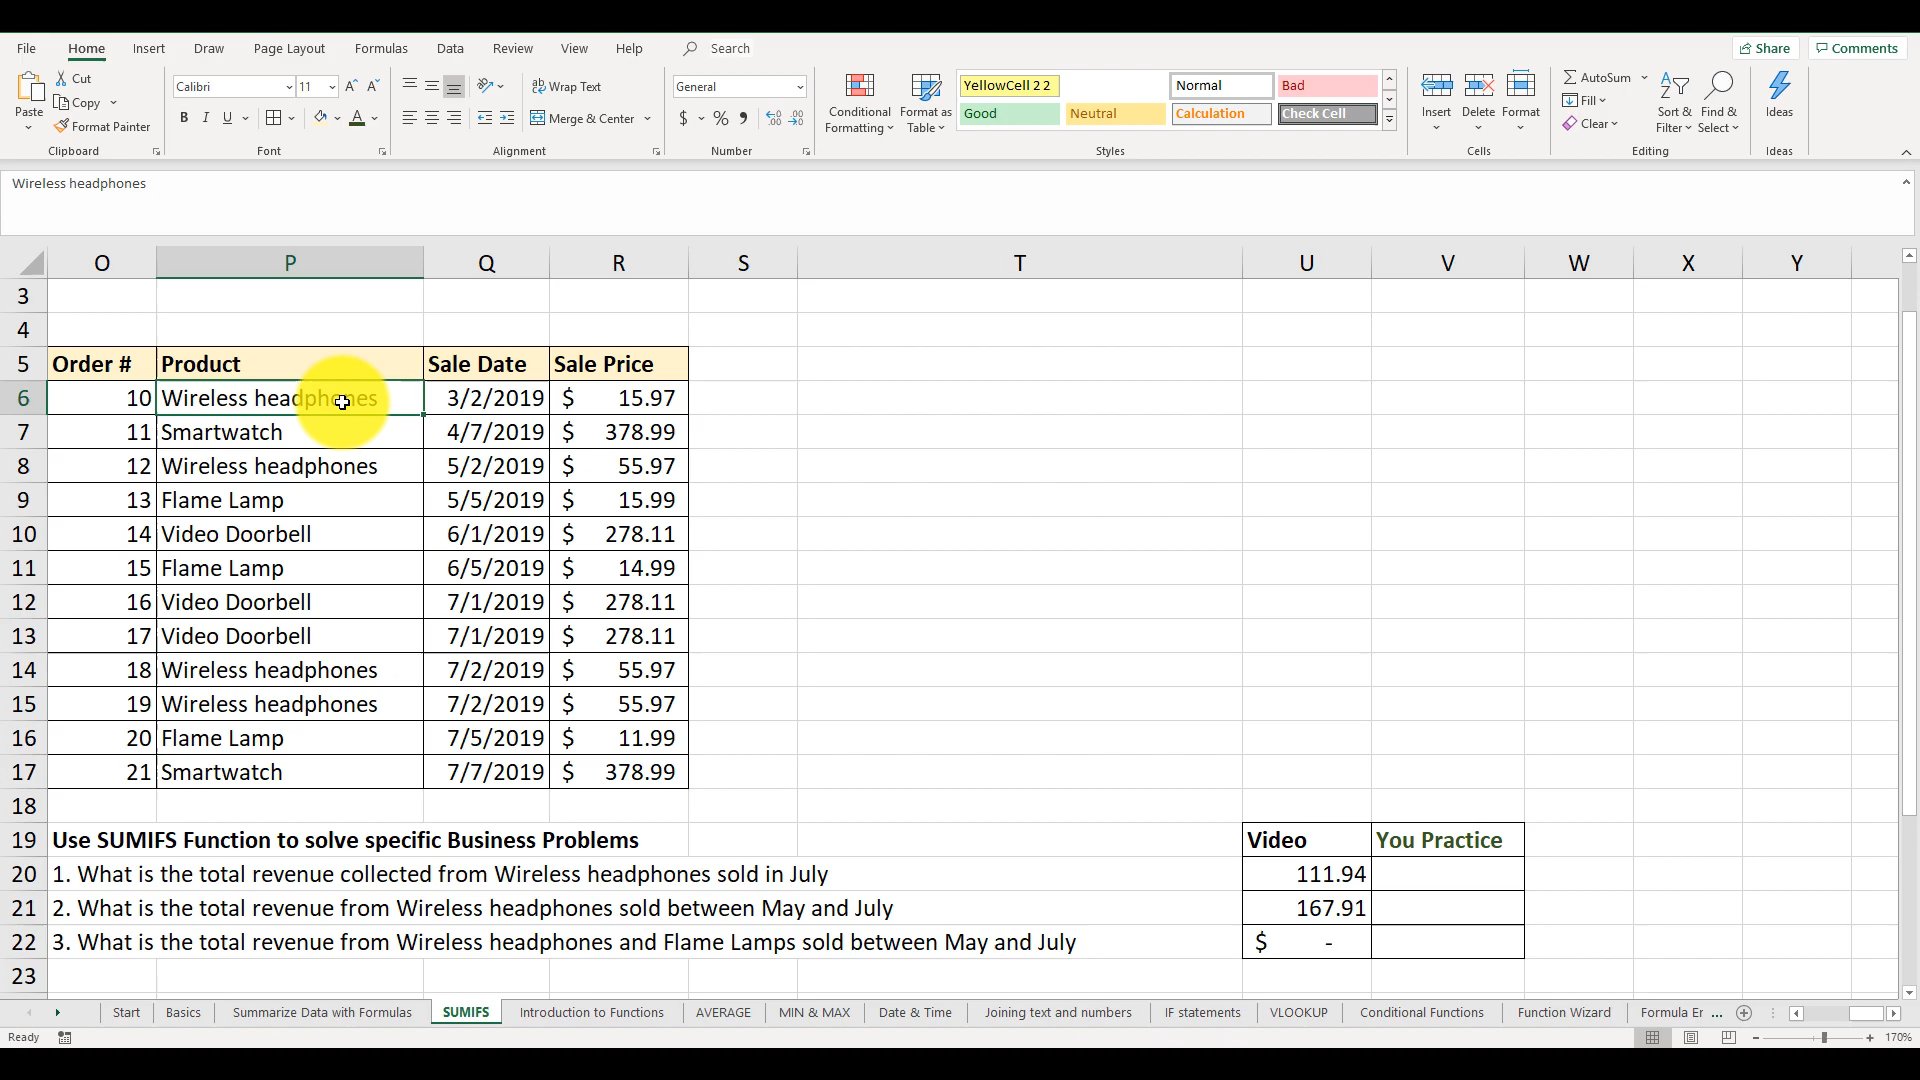 File Home Insert Draw Page Layout Formulas Data Review View Help Search Share Comments
Paste Cut Copy Format Painter Clipboard
Calibri 11 B I U A Font
Wrap Text Merge & Center Alignment
General $ % Number
Conditional Formatting Format as Table
YellowCell 2 2 Normal Bad
Good Neutral Calculation Check Cell
Styles
Insert Delete Format Cells
AutoSum Fill Clear Sort & Filter Find & Select Editing
Ideas Ideas
Wireless headphones
O P Q R S T U V W X Y
3
4
5 Order # Product Sale Date Sale Price
6 10 Wireless headphones 3/2/2019 $ 15.97
7 11 Smartwatch 4/7/2019 $ 378.99
8 12 Wireless headphones 5/2/2019 $ 55.97
9 13 Flame Lamp 5/5/2019 $ 15.99
10 14 Video Doorbell 6/1/2019 $ 278.11
11 15 Flame Lamp 6/5/2019 $ 14.99
12 16 Video Doorbell 7/1/2019 $ 278.11
13 17 Video Doorbell 7/1/2019 $ 278.11
14 18 Wireless headphones 7/2/2019 $ 55.97
15 19 Wireless headphones 7/2/2019 $ 55.97
16 20 Flame Lamp 7/5/2019 $ 11.99
17 21 Smartwatch 7/7/2019 $ 378.99
18
19 Use SUMIFS Function to solve specific Business Problems Video You Practice
20 1. What is the total revenue collected from Wireless headphones sold in July 111.94
21 2. What is the total revenue from Wireless headphones sold between May and July 167.91
22 3. What is the total revenue from Wireless headphones and Flame Lamps sold between May and July $ -
23
Start Basics Summarize Data with Formulas SUMIFS Introduction to Functions AVERAGE MIN & MAX Date & Time Joining text and numbers IF statements VLOOKUP Conditional Functions Function Wizard Formula Er ...
Ready 170%